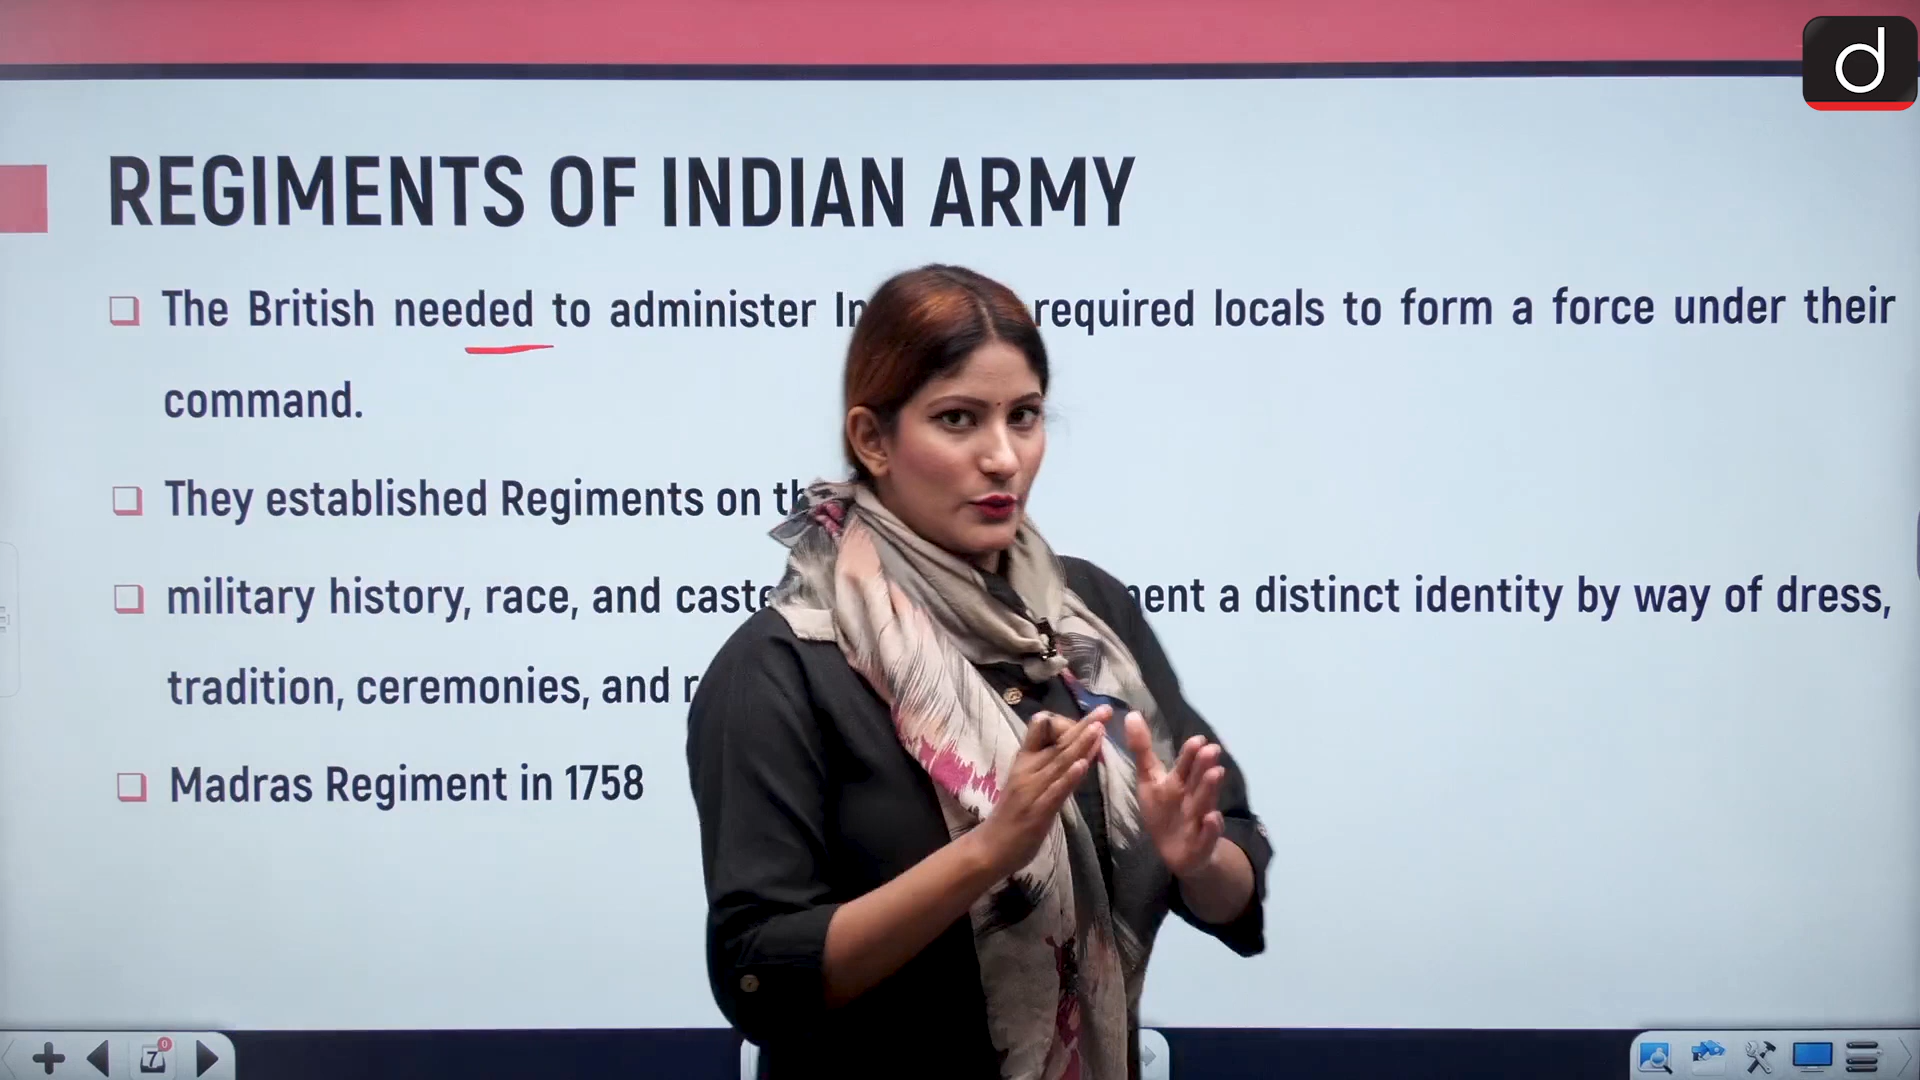 d
REGIMENTS OF INDIAN ARMY
The British needed to administer required locals to form a force under their
command.
They established Regiments on
military history, race, and caste a distinct identity by way of dress,
tradition, ceremonies, and
Madras Regiment in 1758
7
0